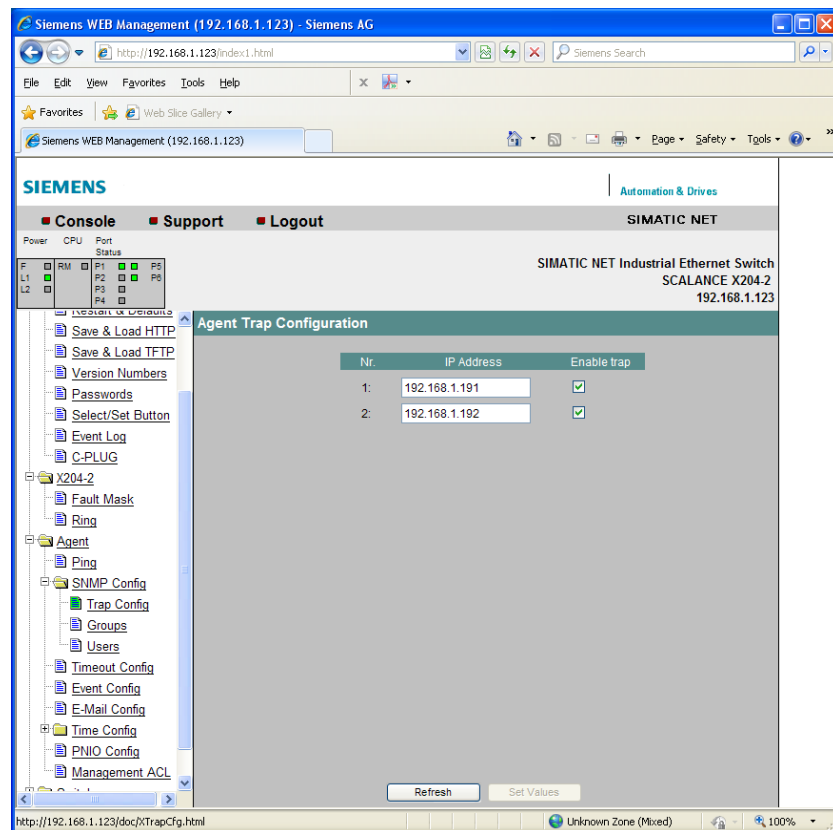 Siemens WEB Management (192.168.1.123) - Siemens AG
http://192.168.1.123/index1.html
Siemens Search
File Edit View Favorites Tools Help
x
Favorites Web Slice Gallery
Siemens WEB Management (192.168.1.123)
Page Safety Tools »
SIEMENS
Automation & Drives
Console Support Logout
SIMATIC NET
Power CPU Port Status
F RM P1 P5
L1 P2 P6
L2 P3
P4
SIMATIC NET Industrial Ethernet Switch
SCALANCE X204-2
192.168.1.123
Restart & Defaults
Save & Load HTTP
Save & Load TFTP
Version Numbers
Passwords
Select/Set Button
Event Log
C-PLUG
X204-2
Fault Mask
Ring
Agent
Ping
SNMP Config
Trap Config
Groups
Users
Timeout Config
Event Config
E-Mail Config
Time Config
PNIO Config
Management ACL
Agent Trap Configuration
Nr. IP Address Enable trap
1: 192.168.1.191
2: 192.168.1.192
Refresh Set Values
http://192.168.1.123/doc/XTrapCfg.html
Unknown Zone (Mixed)
100%